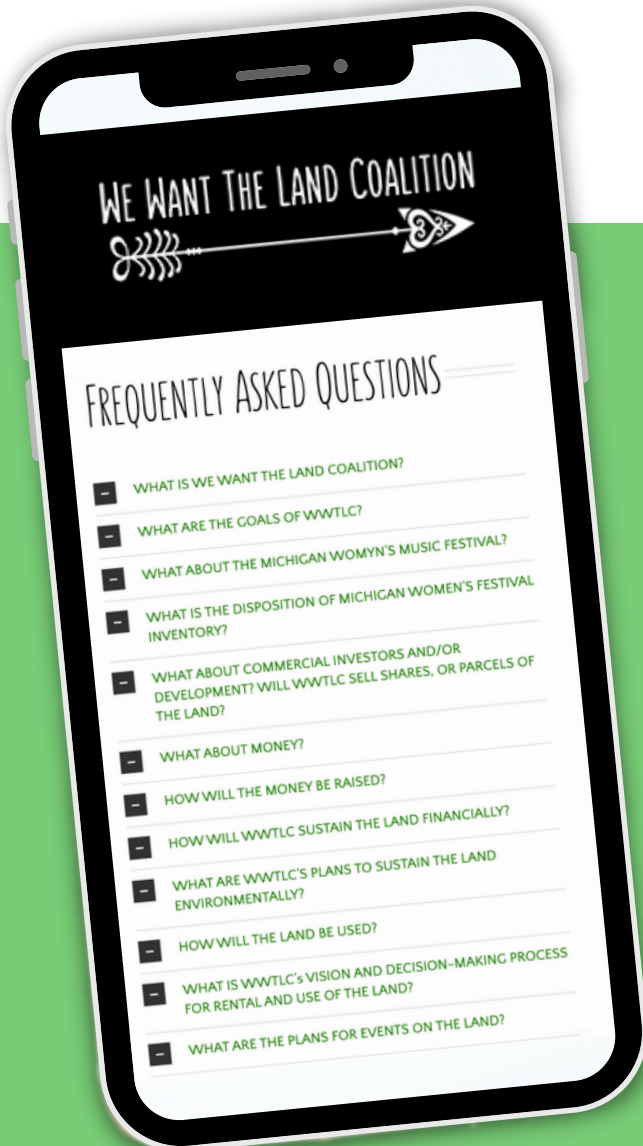 WE WANT THE LAND COALITION
FREQUENTLY ASKED QUESTIONS
WHAT IS WE WANT THE LAND COALITION?
WHAT ARE THE GOALS OF WWTLC?
WHAT ABOUT THE MICHIGAN WOMYN'S MUSIC FESTIVAL?
WHAT IS THE DISPOSITION OF MICHIGAN WOMEN'S FESTIVAL
INVENTORY?
WHAT ABOUT COMMERCIAL INVESTORS AND/OR
DEVELOPMENT? WILL WWTLC SELL SHARES, OR PARCELS OF
THE LAND?
WHAT ABOUT MONEY?
HOW WILL THE MONEY BE RAISED?
HOW WILL WWTLC SUSTAIN THE LAND FINANCIALLY?
WHAT ARE WWTLC'S PLANS TO SUSTAIN THE LAND
ENVIRONMENTALLY?
HOW WILL THE LAND BE USED?
WHAT IS WWTLC's VISION AND DECISION-MAKING PROCESS
FOR RENTAL AND USE OF THE LAND?
WHAT ARE THE PLANS FOR EVENTS ON THE LAND?